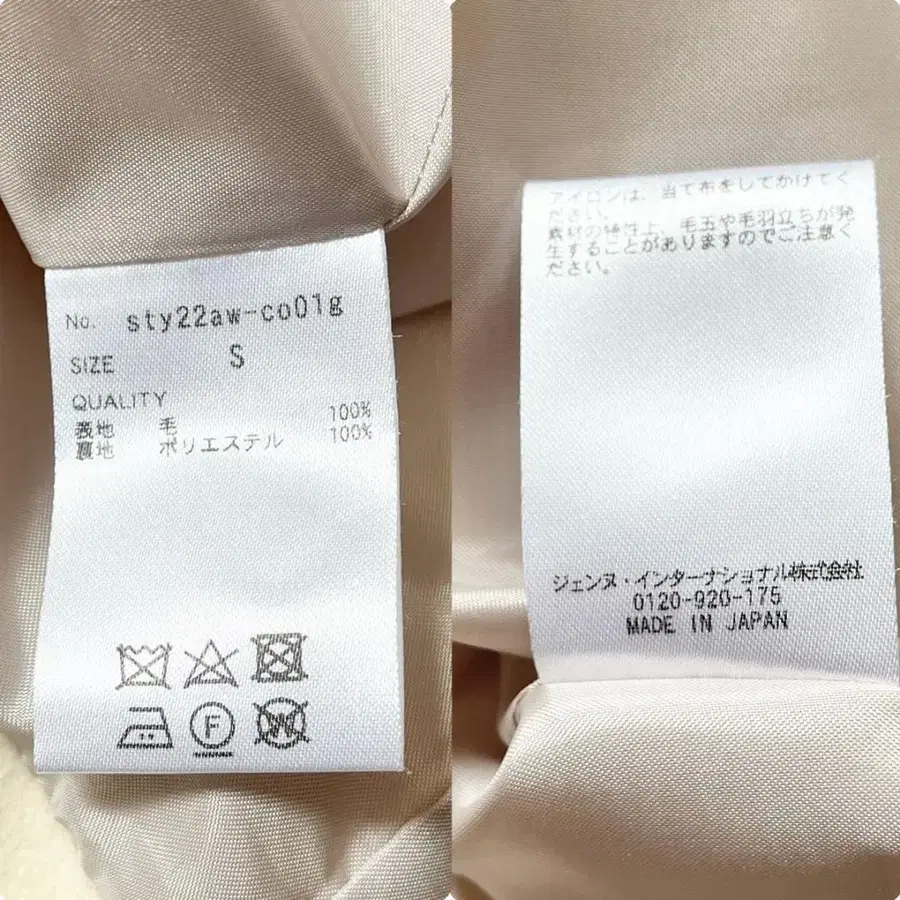 No. sty22aw-co01g
SIZE S
QUALITY
表地 毛 100%
裏地 ポリエステル 100%
F
W
アイロンは、当て布をしてかけてく
ださい。
素材の特性上、毛玉や毛羽立ちが発
生することがありますのでご注意く
ださい。
ジェンヌ・インターナショナル株式会社
0120-920-175
MADE IN JAPAN